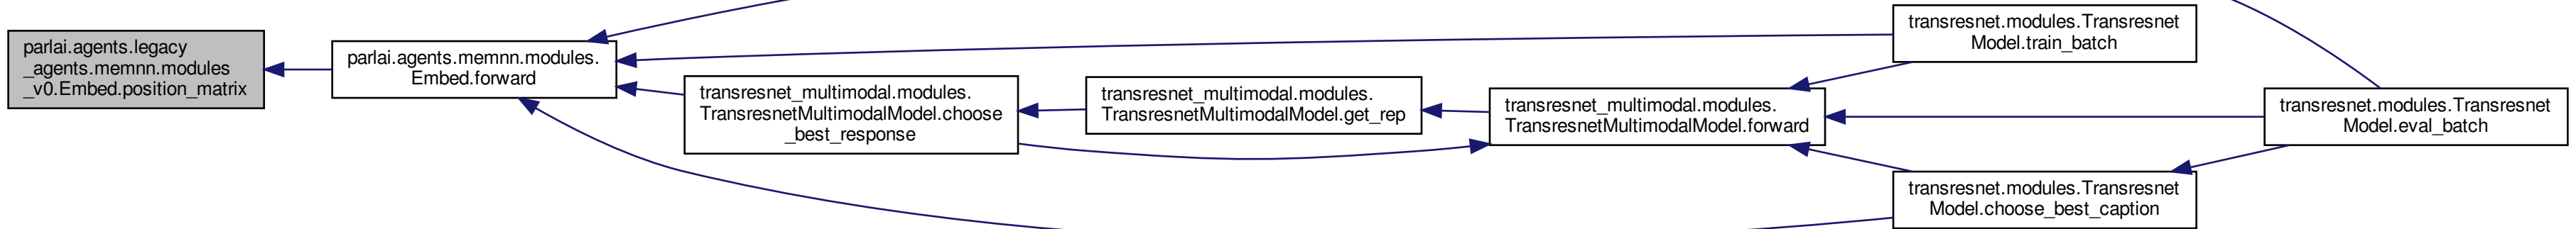 parlai.agents.legacy
_agents.memnn.modules
_v0.Embed.position_matrix
parlai.agents.memnn.modules.
Embed.forward
transresnet_multimodal.modules.
TransresnetMultimodalModel.choose
_best_response
transresnet_multimodal.modules.
TransresnetMultimodalModel.get_rep
transresnet_multimodal.modules.
TransresnetMultimodalModel.forward
transresnet.modules.Transresnet
Model.train_batch
transresnet.modules.Transresnet
Model.choose_best_caption
transresnet.modules.Transresnet
Model.eval_batch